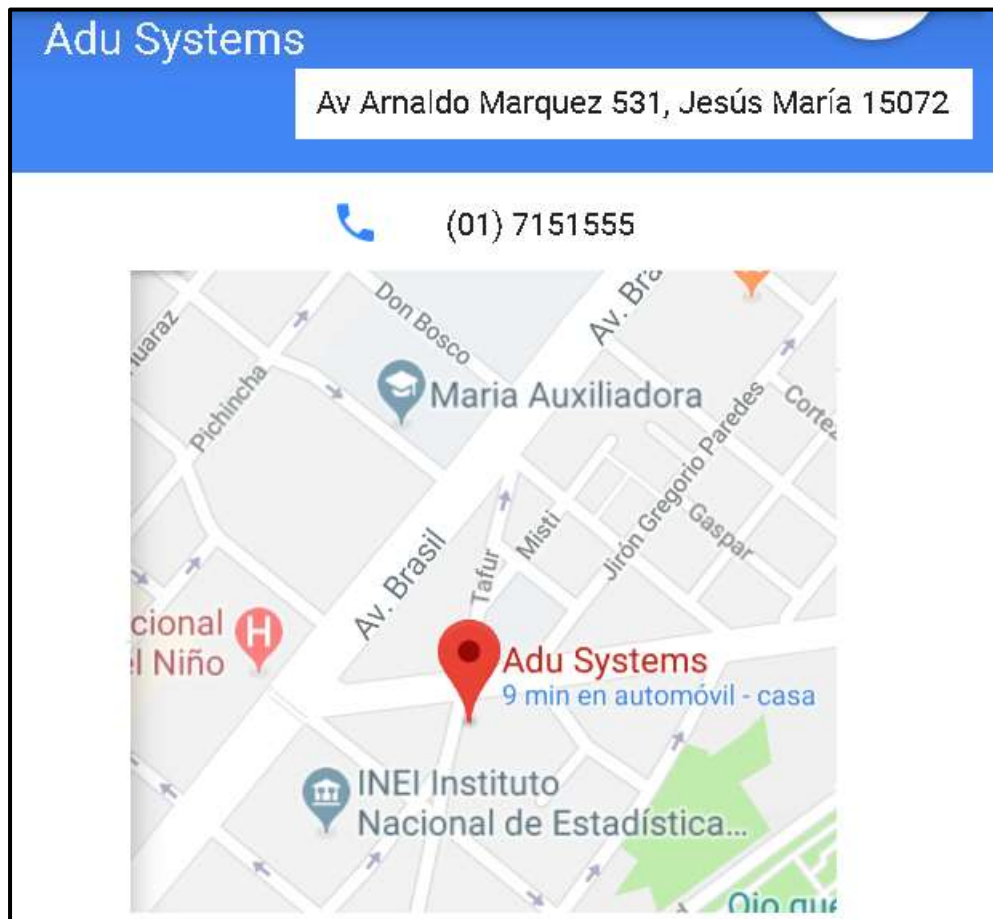 Adu Systems
Av Arnaldo Marquez 531, Jesús María 15072
(01) 7151555
Don Bosco
Av.
Pichincha
Maria Auxiliadora
Jirón Gregorio Paredes
Gaspar
Misti
Tafur
Av. Brasil
cional
Niño
H
Adu Systems
9 min en automóvil - casa
INEI Instituto
Nacional de Estadística...